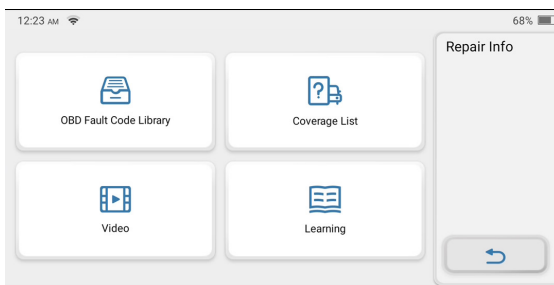 12:23 AM
68%
Repair Info
OBD Fault Code Library
Coverage List
Video
Learning